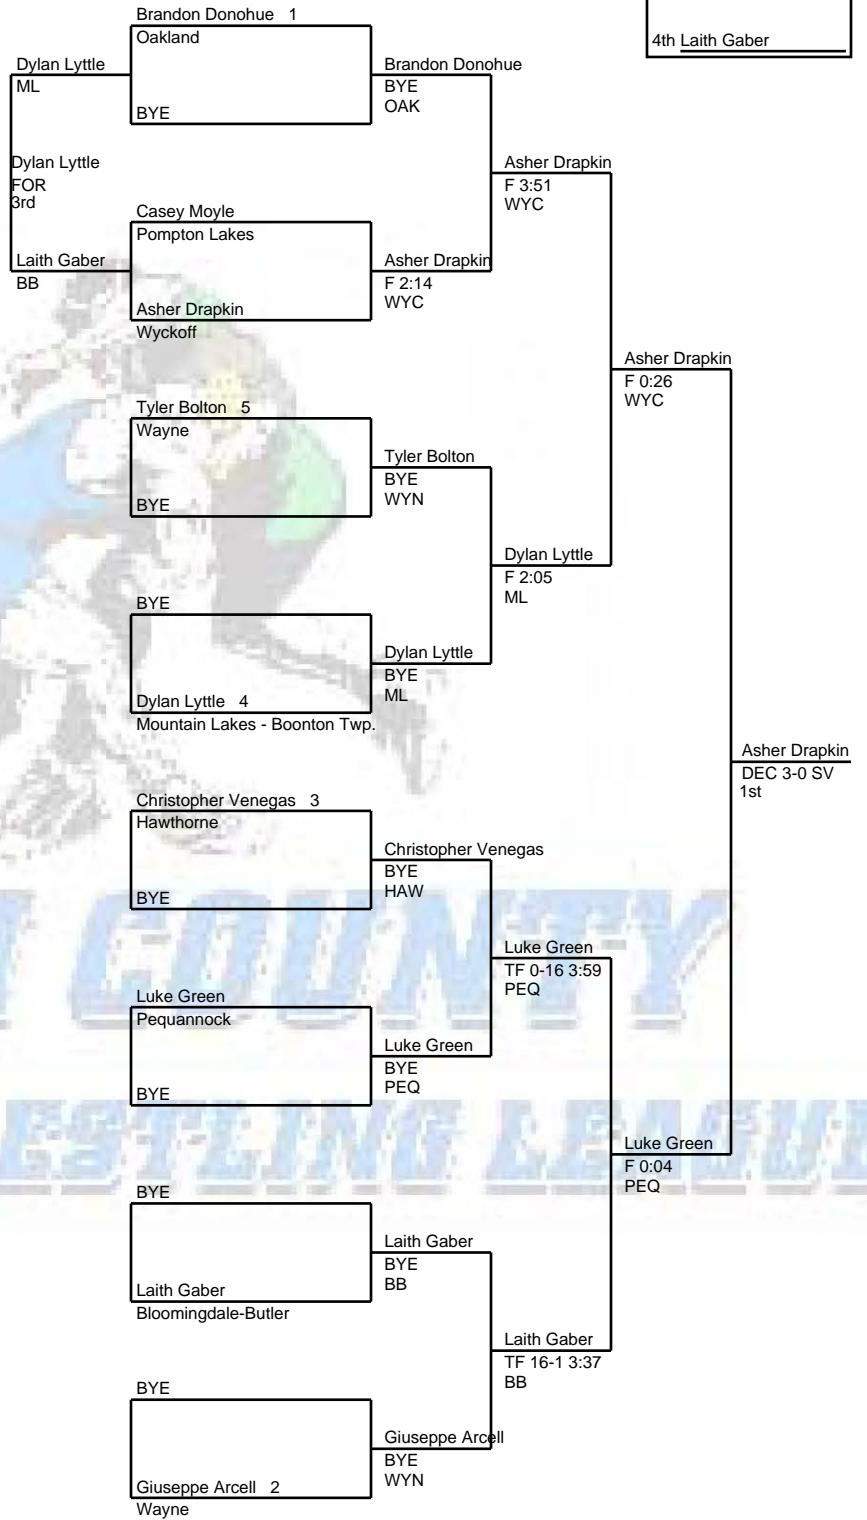 Brandon Donohue 1
Oakland
4th Laith Gaber
Dylan Lyttle
ML
Brandon Donohue
BYE
OAK
BYE
Dylan Lyttle
FOR
3rd
Asher Drapkin
F 3:51
WYC
Casey Moyle
Pompton Lakes
Laith Gaber
BB
Asher Drapkin
F 2:14
WYC
Asher Drapkin
Wyckoff
Asher Drapkin
F 0:26
WYC
Tyler Bolton 5
Wayne
Tyler Bolton
BYE
WYN
BYE
Dylan Lyttle
F 2:05
ML
BYE
Dylan Lyttle
BYE
ML
Dylan Lyttle 4
Mountain Lakes - Boonton Twp.
Asher Drapkin
DEC 3-0 SV
1st
Christopher Venegas 3
Hawthorne
Christopher Venegas
BYE
HAW
BYE
COUNTY
Luke Green
TF 0-16 3:59
PEQ
Luke Green
Pequannock
Luke Green
BYE
PEQ
BYE
ESTLING LEAGU
Luke Green
F 0:04
PEQ
BYE
Laith Gaber
BYE
BB
Laith Gaber
Bloomingdale-Butler
Laith Gaber
TF 16-1 3:37
BB
BYE
Giuseppe Arcell
BYE
WYN
Giuseppe Arcell 2
Wayne